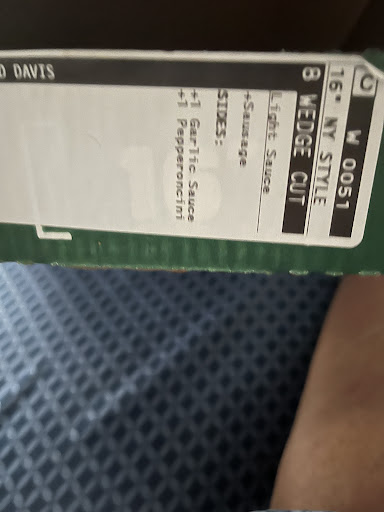 C W 0051
16" NY STYLE
8 WEDGE CUT
Light Sauce
+Sausage
SIDES:
+1 Garlic Sauce
+1 Pepperoncini
D DAVIS